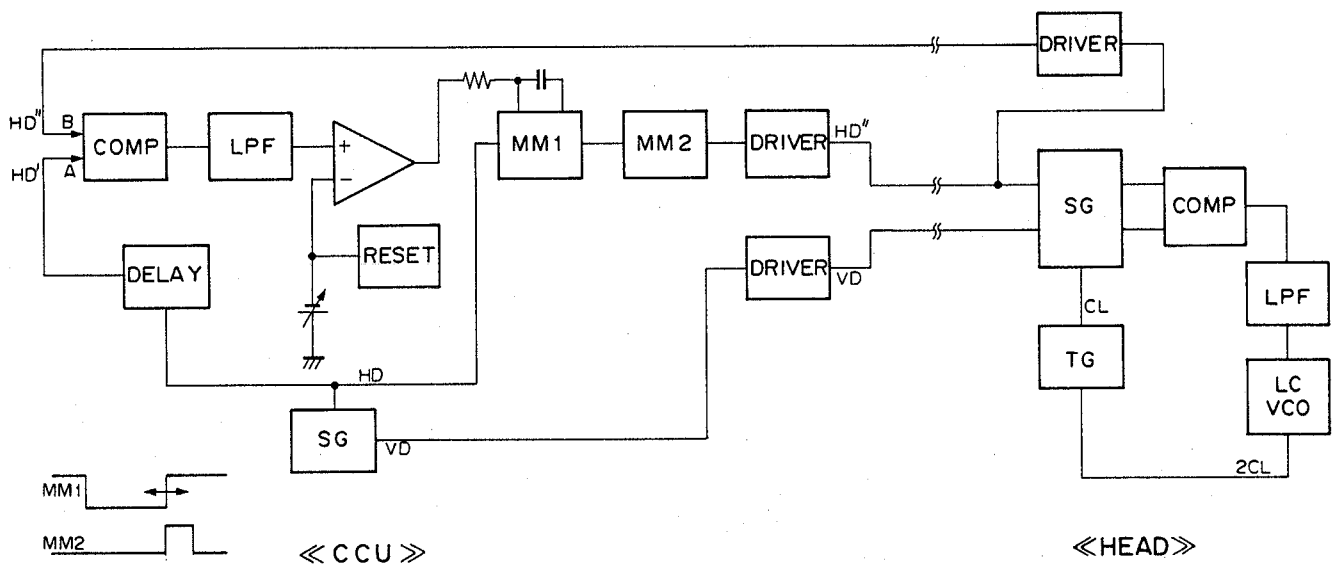 DRIVER
HD" B
COMP
LPF
+
−
MM1
MM2
DRIVER
HD"
HD' A
SG
COMP
DELAY
RESET
DRIVER
VD
LPF
CL
TG
HD
LC
VCO
SG
VD
2CL
MM1
MM2
≪CCU≫
≪HEAD≫